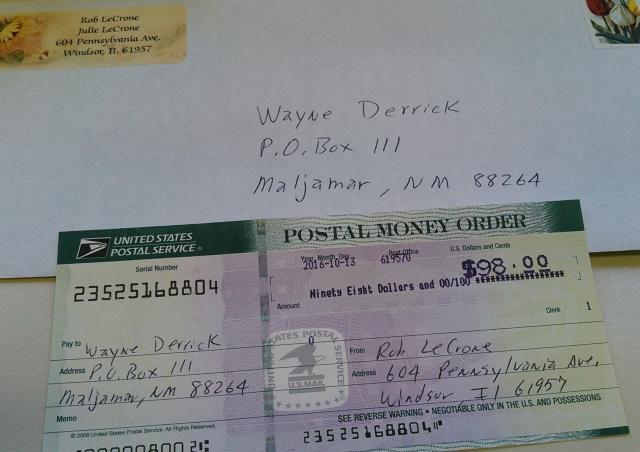 Rob LeCrone
Julie LeCrone
604 Pennsylvania Ave.
Windsor, IL 61957
Wayne Derrick
P.O. Box 111
Maljamar, NM 88264
UNITED STATES
POSTAL SERVICE®
POSTAL MONEY ORDER
Serial Number
23525168804
Year, Month, Day
Post Office
U.S. Dollars and Cents
2016-10-13
619570
$98.00
Amount
Ninety Eight Dollars and 00/100 ***************
Clerk
1
0
Pay to Wayne Derrick
Address P.O. Box 111
Maljamar, NM 88264
Memo
UNITED STATES POSTAL SERVICE
U.S. MAIL
From Rob LeCrone
Address 604 Pennsylvania Ave.
Windsor, Il 61957
SEE REVERSE WARNING • NEGOTIABLE ONLY IN THE U.S. AND POSSESSIONS
© 2008 United States Postal Service. All Rights Reserved.
23525168804